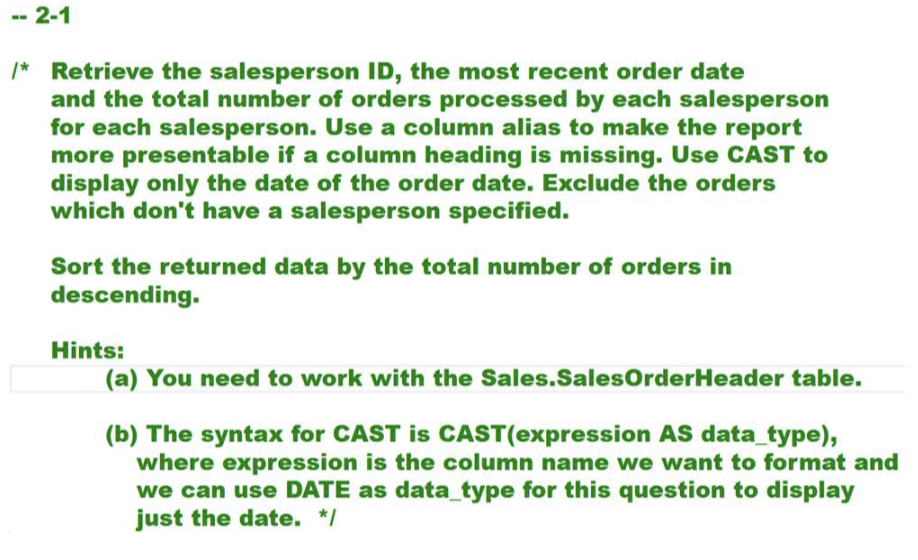 -- 2-1
/* Retrieve the salesperson ID, the most recent order date
and the total number of orders processed by each salesperson
for each salesperson. Use a column alias to make the report
more presentable if a column heading is missing. Use CAST to
display only the date of the order date. Exclude the orders
which don't have a salesperson specified.
Sort the returned data by the total number of orders in
descending.
Hints:
(a) You need to work with the Sales.SalesOrderHeader table.
(b) The syntax for CAST is CAST(expression AS data_type),
where expression is the column name we want to format and
we can use DATE as data_type for this question to display
just the date. */